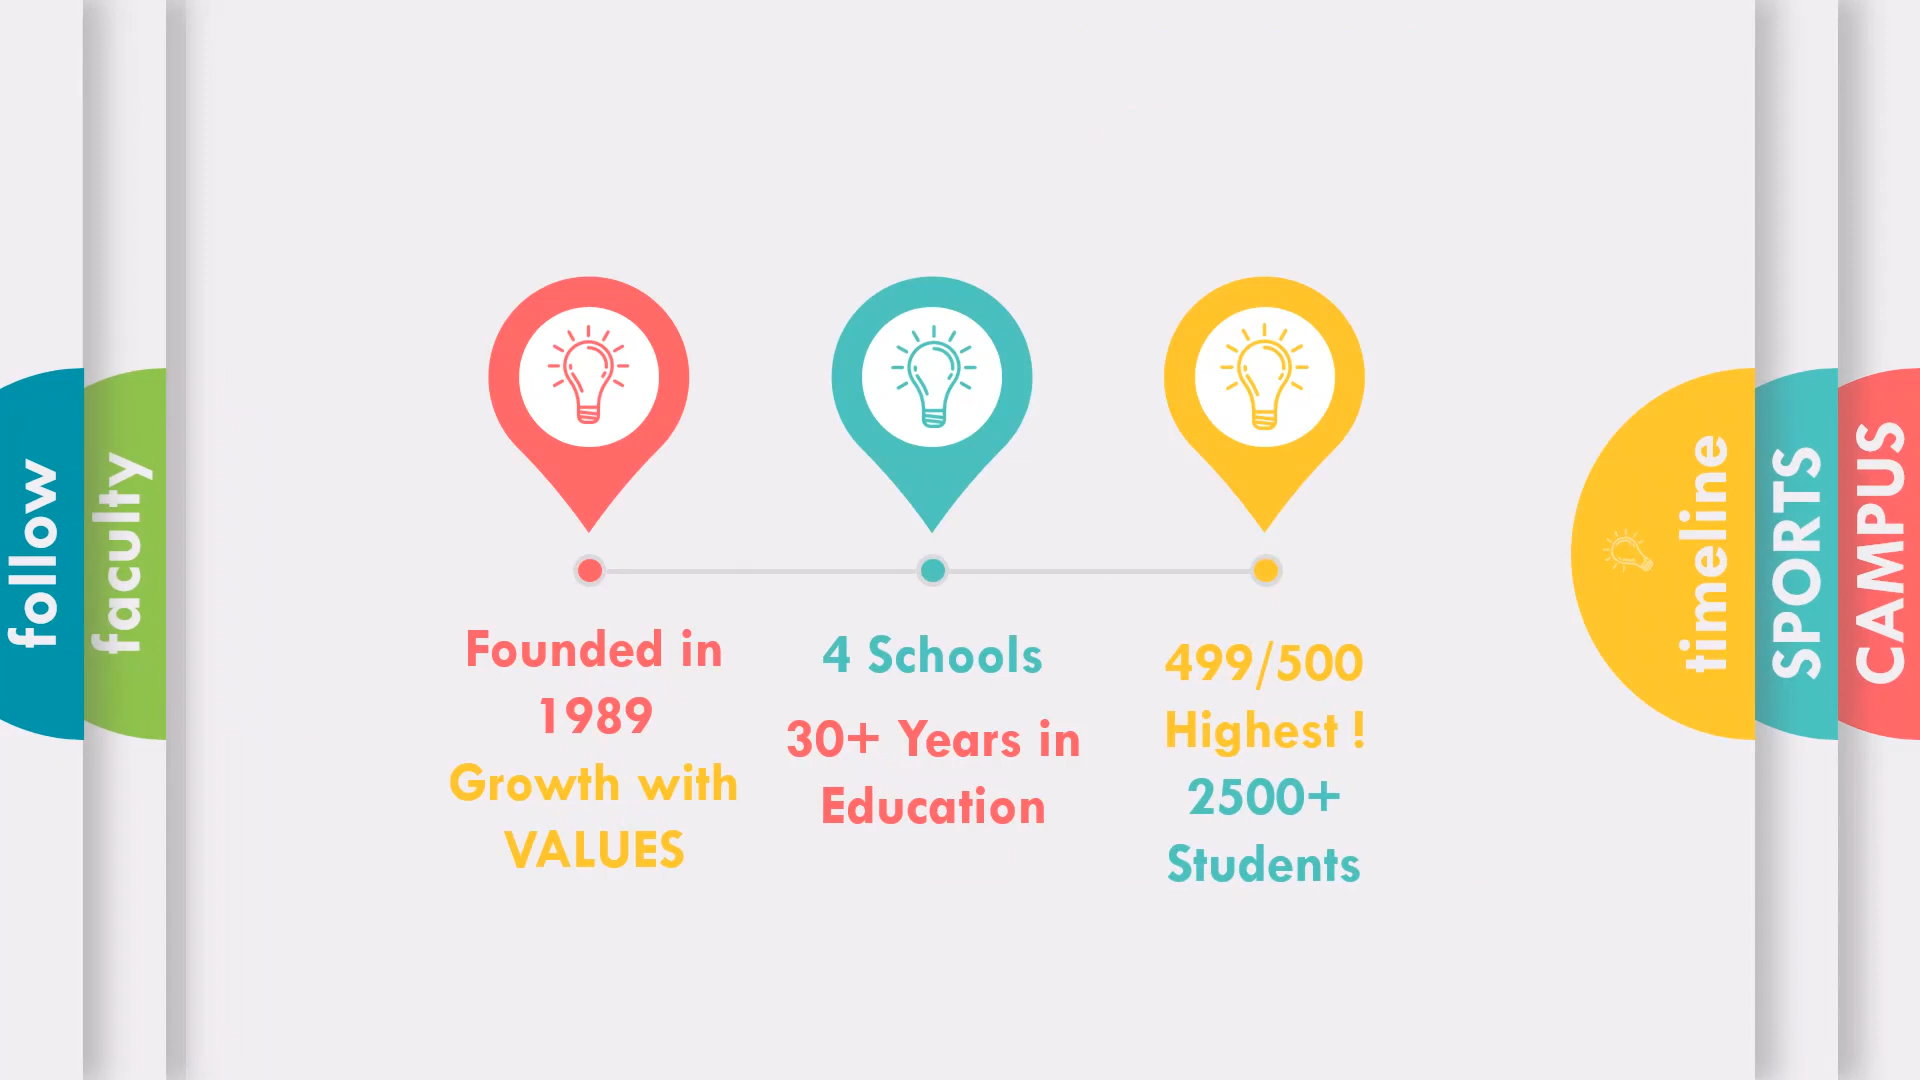 follow
faculty
Founded in
1989
Growth with
VALUES
4 Schools
30+ Years in
Education
499/500
Highest !
2500+
Students
timeline
SPORTS
CAMPUS